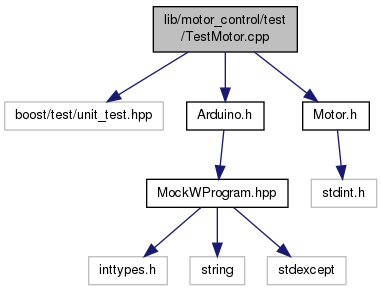 lib/motor_control/test
/TestMotor.cpp
boost/test/unit_test.hpp
Arduino.h
Motor.h
MockWProgram.hpp
stdint.h
inttypes.h
string
stdexcept